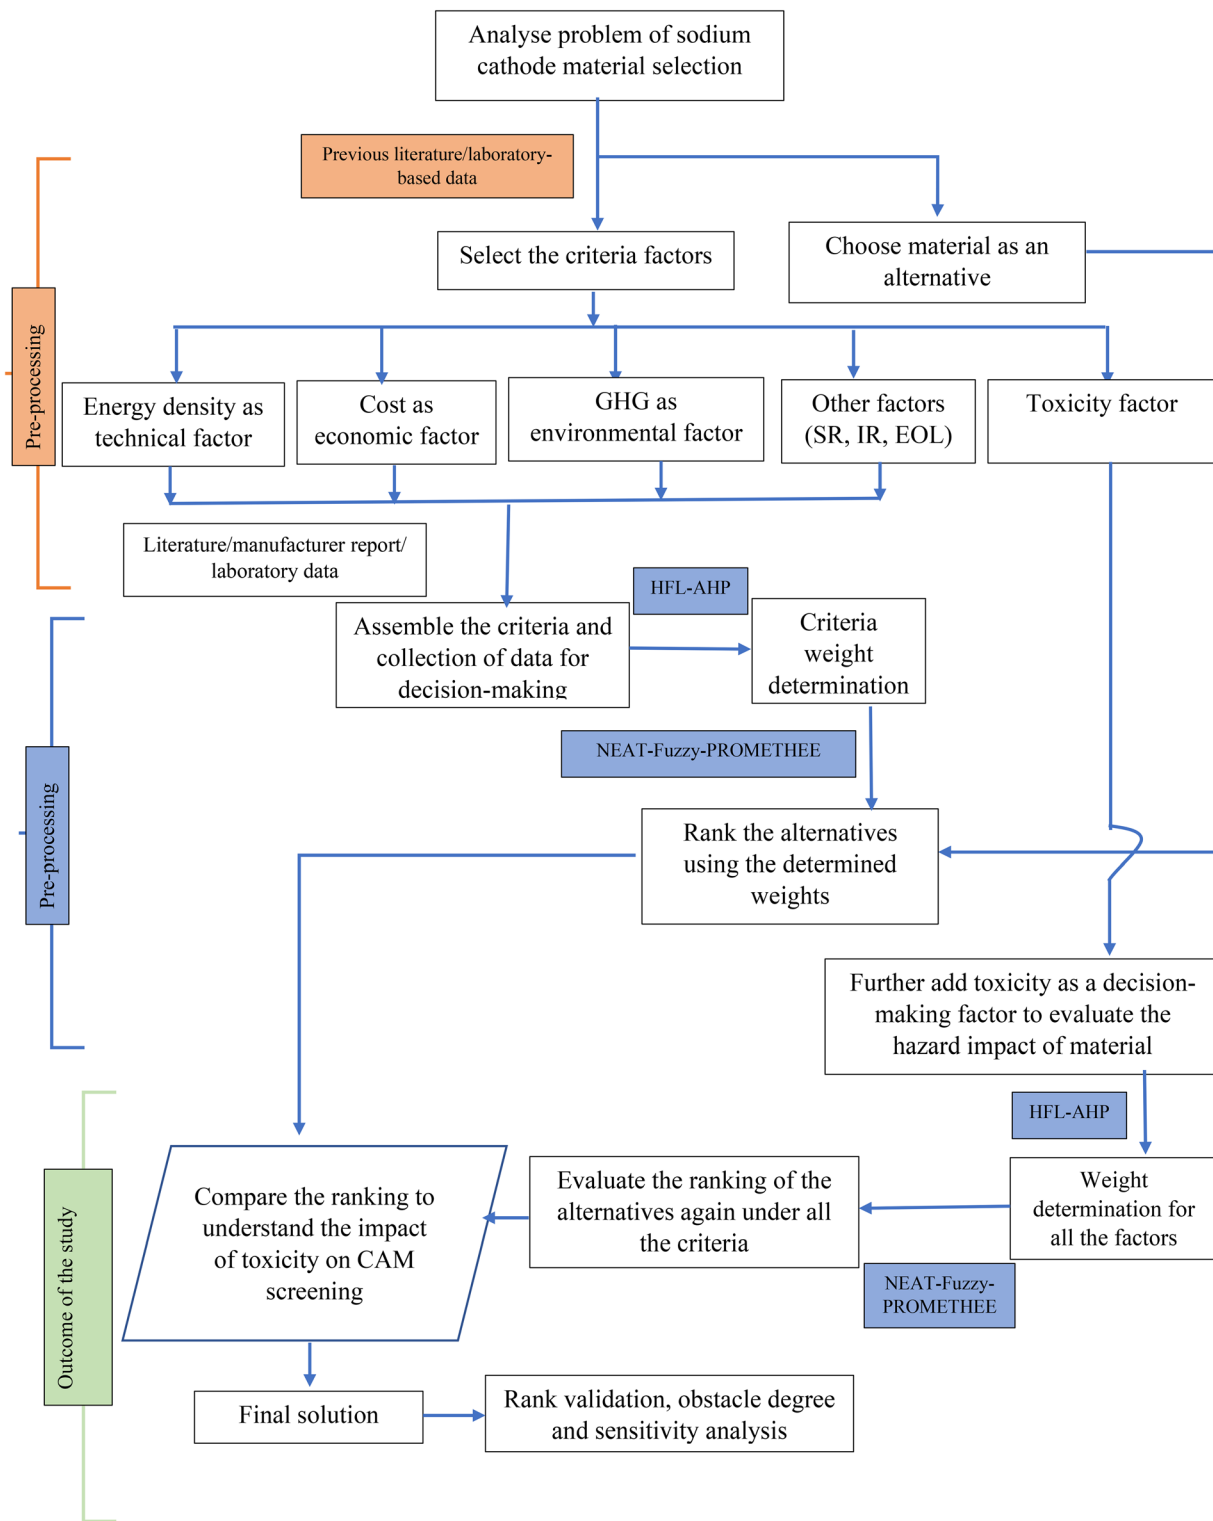 Analyse problem of sodium
cathode material selection
Previous literature/laboratory-
based data
Select the criteria factors
Choose material as an
alternative
Pre-processing
Energy density as
technical factor
Cost as
economic factor
GHG as
environmental factor
Other factors
(SR, IR, EOL)
Toxicity factor
Literature/manufacturer report/
laboratory data
HFL-AHP
Assemble the criteria and
collection of data for
decision-making
Criteria
weight
determination
NEAT-Fuzzy-PROMETHEE
Pre-processing
Rank the alternatives
using the determined
weights
Further add toxicity as a decision-
making factor to evaluate the
hazard impact of material
HFL-AHP
Outcome of the study
Compare the ranking to
understand the impact
of toxicity on CAM
screening
Evaluate the ranking of the
alternatives again under all
the criteria
Weight
determination for
all the factors
NEAT-Fuzzy-
PROMETHEE
Final solution
Rank validation, obstacle degree
and sensitivity analysis